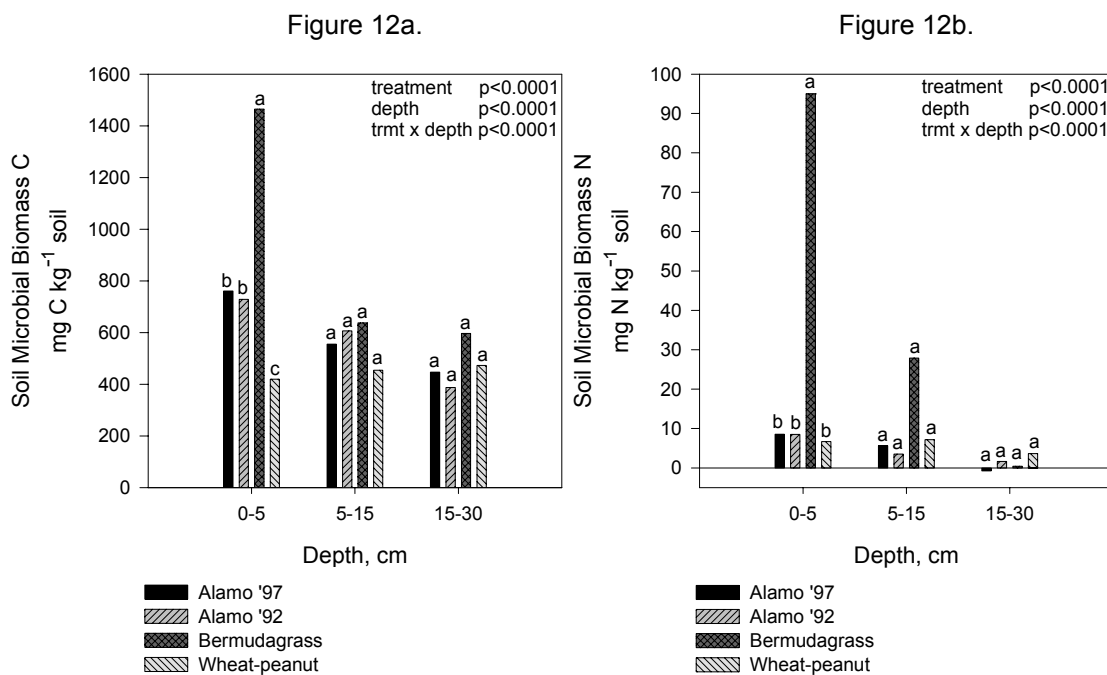 Figure 12a.
1600
1400
1200
1000
800
600
400
200
0
Soil Microbial Biomass C
mg C kg⁻¹ soil
treatment p<0.0001
depth p<0.0001
trmt x depth p<0.0001
b b a c
a a a a
a a a a
0-5 5-15 15-30
Depth, cm
Alamo '97
Alamo '92
Bermudagrass
Wheat-peanut
Figure 12b.
100
90
80
70
60
50
40
30
20
10
0
Soil Microbial Biomass N
mg N kg⁻¹ soil
treatment p<0.0001
depth p<0.0001
trmt x depth p<0.0001
b b a b
a a a a
a a a a
0-5 5-15 15-30
Depth, cm
Alamo '97
Alamo '92
Bermudagrass
Wheat-peanut